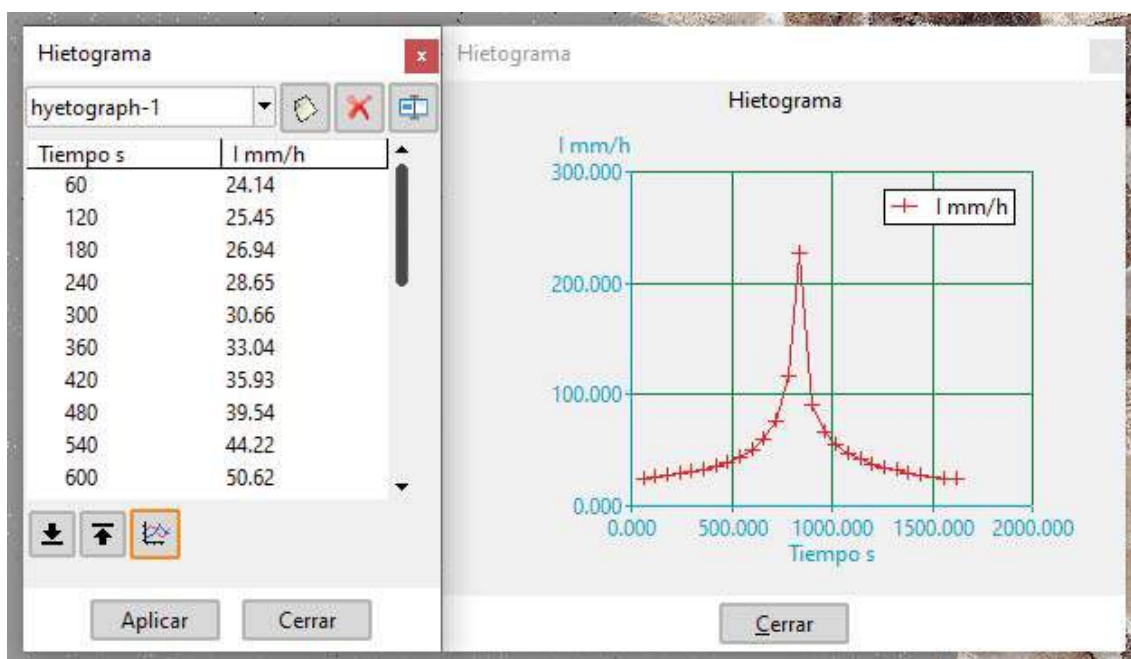 Hietograma
x
hyetograph-1
Tiempo s I mm/h
60 24.14
120 25.45
180 26.94
240 28.65
300 30.66
360 33.04
420 35.93
480 39.54
540 44.22
600 50.62
Aplicar Cerrar
Hietograma
Hietograma
I mm/h
300.000
I mm/h
200.000
100.000
0.000
0.000 500.000 1000.000 1500.000 2000.000
Tiempo s
Cerrar